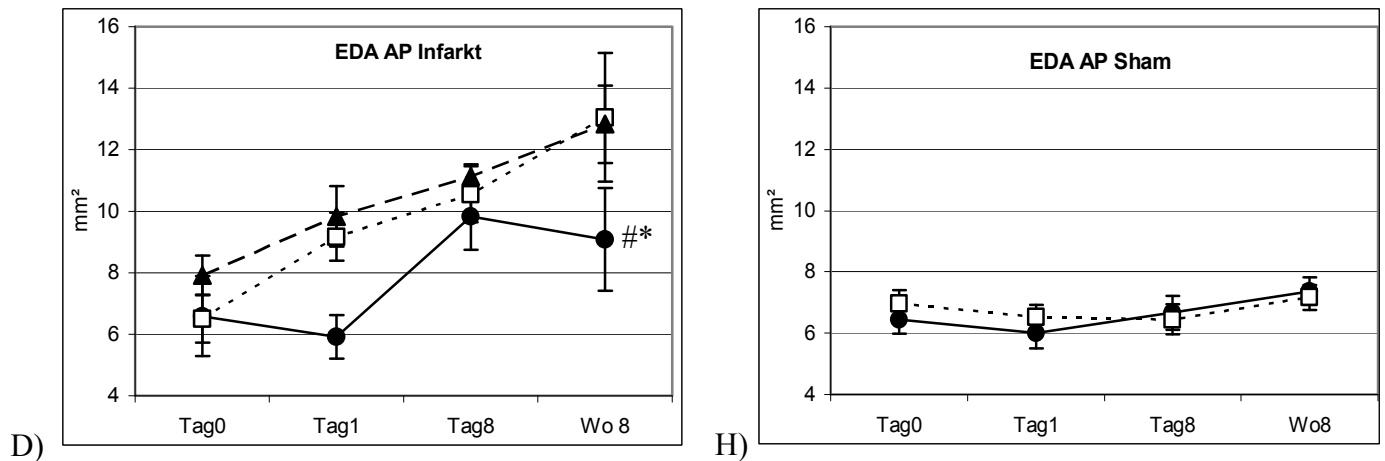 EDA AP Infarkt
16
14
12
10
8
6
4
mm²
#*
Tag0 Tag1 Tag8 Wo 8
D)
EDA AP Sham
16
14
12
10
8
6
4
mm²
Tag0 Tag1 Tag8 Wo8
H)